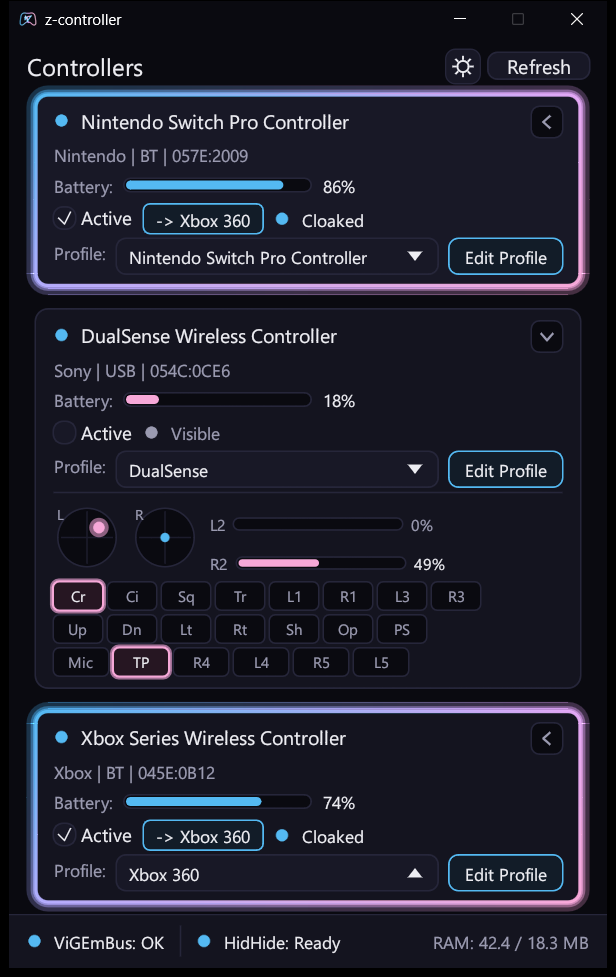 z-controller
Controllers
Refresh
Nintendo Switch Pro Controller
Nintendo | BT | 057E:2009
Battery: 86%
Active -> Xbox 360 Cloaked
Profile: Nintendo Switch Pro Controller Edit Profile
DualSense Wireless Controller
Sony | USB | 054C:0CE6
Battery: 18%
Active Visible
Profile: DualSense Edit Profile
L R L2 0%
R2 49%
Cr Ci Sq Tr L1 R1 L3 R3
Up Dn Lt Rt Sh Op PS
Mic TP R4 L4 R5 L5
Xbox Series Wireless Controller
Xbox | BT | 045E:0B12
Battery: 74%
Active -> Xbox 360 Cloaked
Profile: Xbox 360 Edit Profile
ViGEmBus: OK HidHide: Ready RAM: 42.4 / 18.3 MB